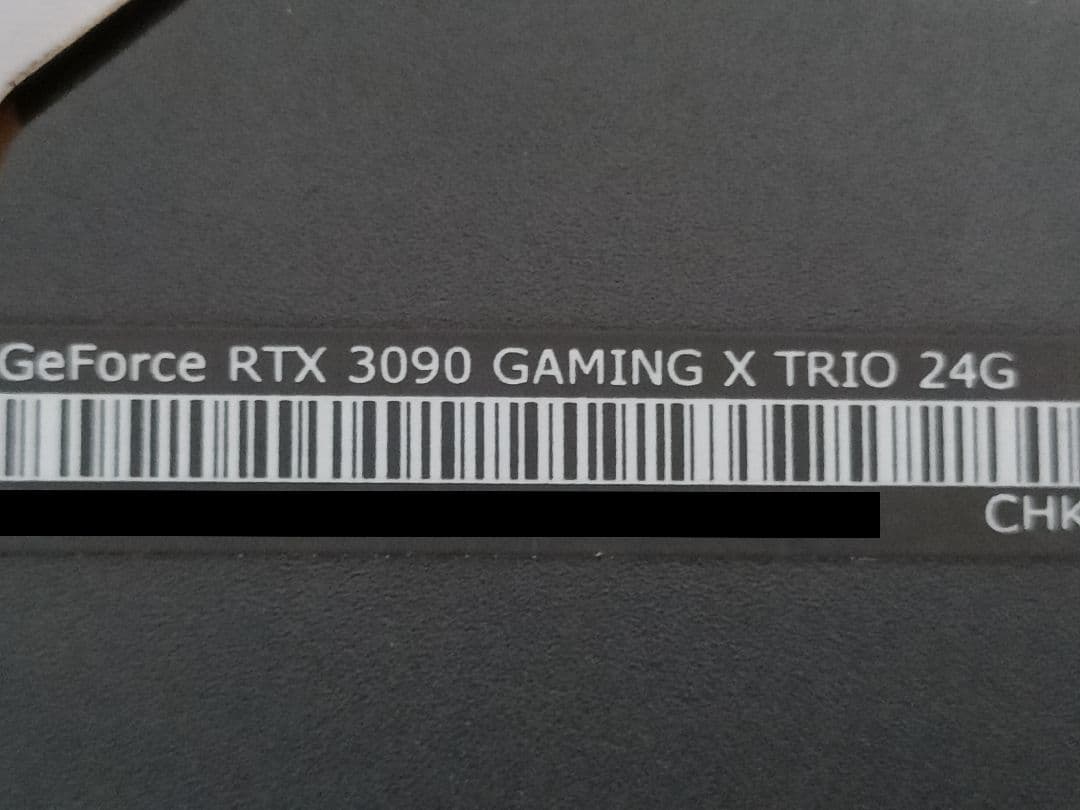 GeForce RTX 3090 GAMING X TRIO 24G
CHK